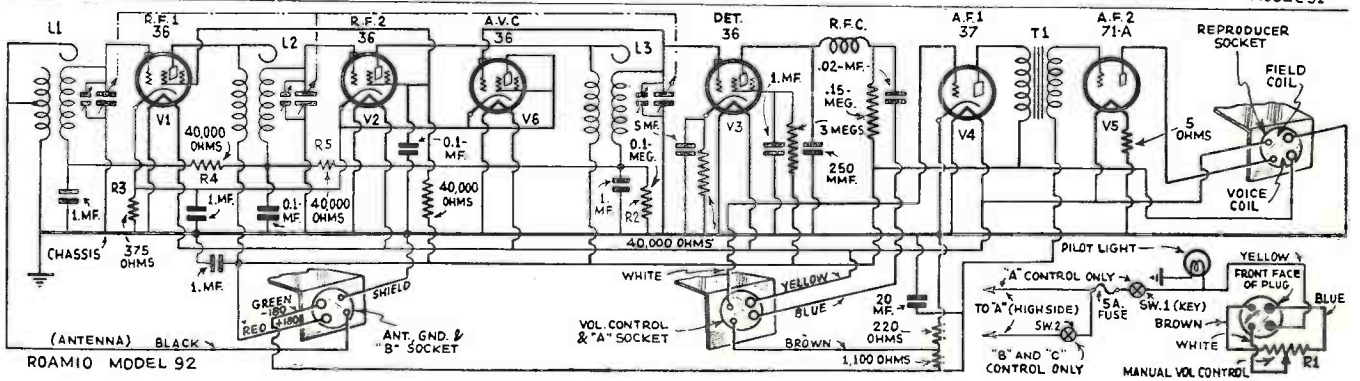 MODEL 92
R.F.1
36
R.F.2
36
A.V.C
36
DET.
36
R.F.C.
A.F.1
37
T1
A.F.2
71-A
REPRODUCER
SOCKET
FIELD
COIL
VOICE
COIL
L1
L2
L3
V1
V2
V6
V3
V4
V5
1.MF.
.02-MF.
.15-
MEG.
3 MEGS.
5
OHMS
40,000
OHMS
R4
R5
0.1-
MF.
5 MF.
0.1-
MEG.
250
MMF.
R3
1.MF.
1.MF.
0.1-
MF.
40,000
OHMS
40,000
OHMS
1.
MF.
R2
CHASSIS
375
OHMS
40,000 OHMS
1.MF.
WHITE
YELLOW
BLUE
GREEN
-180
RED
+180
SHIELD
20
MF.
220
OHMS
1,100 OHMS
BROWN
VOL. CONTROL
& "A" SOCKET
ANT., GND. &
"B" SOCKET
(ANTENNA)
BLACK
ROAMIO MODEL 92
PILOT LIGHT
"A" CONTROL ONLY
TO "A" (HIGH SIDE)
5A.
FUSE
SW.1 (KEY)
SW.2
"B" AND "C"
CONTROL ONLY
YELLOW
FRONT FACE
OF PLUG
BLUE
BROWN
WHITE
R1
MANUAL VOL CONTROL